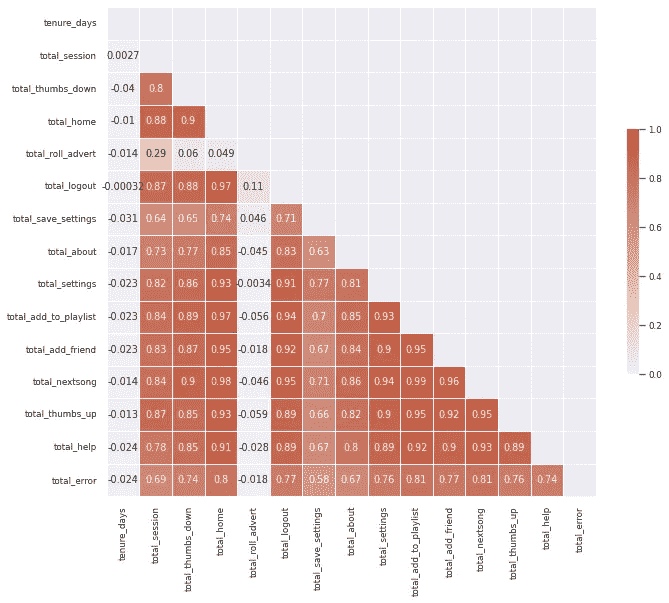 tenure_days
total_session 0.0027
total_thumbs_down -0.04 0.8
total_home -0.01 0.88 0.9
total_roll_advert -0.014 0.29 0.06 0.049
total_logout -0.00032 0.87 0.88 0.97 0.11
total_save_settings -0.031 0.64 0.65 0.74 0.046 0.71
total_about -0.017 0.73 0.77 0.85 -0.045 0.83 0.63
total_settings -0.023 0.82 0.86 0.93 -0.0034 0.91 0.77 0.81
total_add_to_playlist -0.023 0.84 0.89 0.97 -0.056 0.94 0.7 0.85 0.93
total_add_friend -0.023 0.83 0.87 0.95 -0.018 0.92 0.67 0.84 0.9 0.95
total_nextsong -0.014 0.84 0.9 0.98 -0.046 0.95 0.71 0.86 0.94 0.99 0.96
total_thumbs_up -0.013 0.87 0.85 0.93 -0.059 0.89 0.66 0.82 0.9 0.95 0.92 0.95
total_help -0.024 0.78 0.85 0.91 -0.028 0.89 0.67 0.8 0.89 0.92 0.9 0.93 0.89
total_error -0.024 0.69 0.74 0.8 -0.018 0.77 0.58 0.67 0.76 0.81 0.77 0.81 0.76 0.74
tenure_days
total_session
total_thumbs_down
total_home
total_roll_advert
total_logout
total_save_settings
total_about
total_settings
total_add_to_playlist
total_add_friend
total_nextsong
total_thumbs_up
total_help
total_error
1.0
0.8
0.6
0.4
0.2
0.0